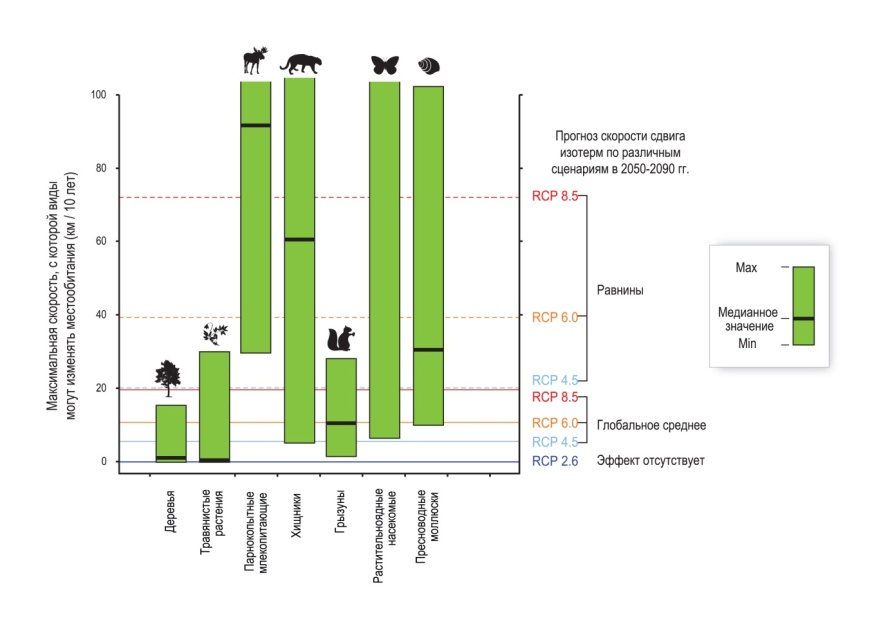 Максимальная скорость, с которой виды
могут изменять местообитания (км / 10 лет)
100
80
60
40
20
0
Деревья
Травянистые
растения
Парнокопытные
млекопитающие
Хищники
Грызуны
Растительноядные
насекомые
Пресноводные
моллюски
Прогноз скорости сдвига
изотерм по различным
сценариям в 2050-2090 гг.
RCP 8.5
Равнины
RCP 6.0
RCP 4.5
RCP 8.5
RCP 6.0
Глобальное среднее
RCP 4.5
RCP 2.6
Эффект отсутствует
Max
Медианное
значение
Min